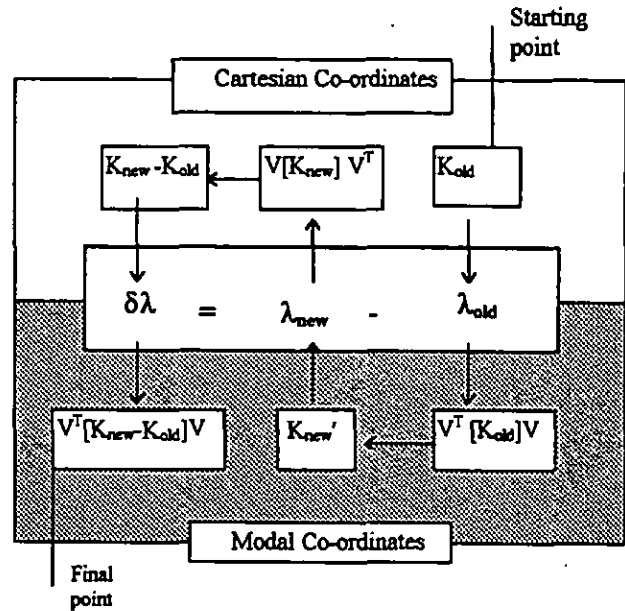 Starting
point
Cartesian Co-ordinates
K_new - K_old
V[K_new] V^T
K_old
δλ = λ_new - λ_old
V^T[K_new-K_old]V
K_new'
V^T [K_old]V
Modal Co-ordinates
Final
point